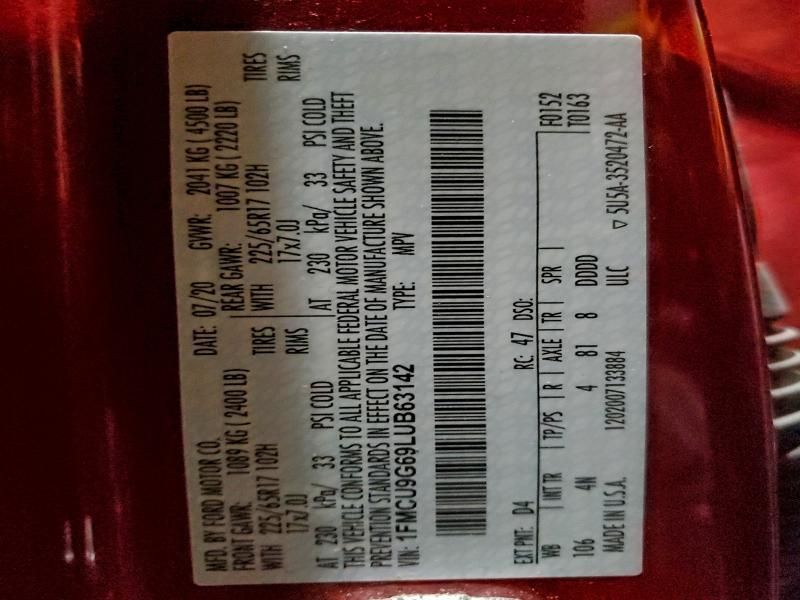 MFD. BY FORD MOTOR CO.
DATE: 07/20 GVWR: 2041 KG ( 4500 LB)
FRONT GAWR: 1089 KG ( 2400 LB) REAR GAWR: 1007 KG ( 2220 LB)
WITH 225/65R17 102H TIRES WITH 225/65R17 102H TIRES
17x7.0J RIMS 17x7.0J RIMS
AT 230 kPa/ 33 PSI COLD AT 230 kPa/ 33 PSI COLD
THIS VEHICLE CONFORMS TO ALL APPLICABLE FEDERAL MOTOR VEHICLE SAFETY AND THEFT
PREVENTION STANDARDS IN EFFECT ON THE DATE OF MANUFACTURE SHOWN ABOVE.
VIN: 1FMCU9G69LUB63142 TYPE: MPV
EXT PNT: D4 RC: 47 DSO: F0152
WB INT TR TP/PS R AXLE TR SPR T0163
106 4N 4 81 8 DDDD
MADE IN U.S.A. 1202007133884 ULC ▽ 5U5A-3520472-AA